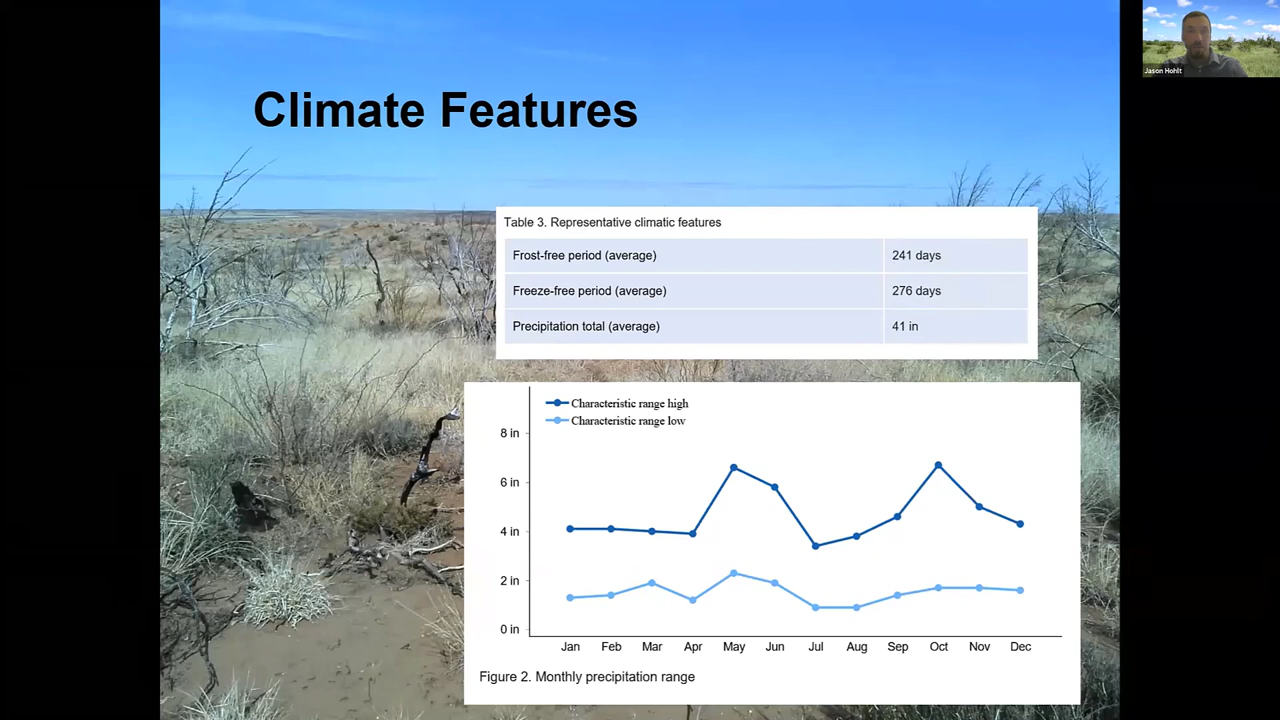 Jason Hohlt
Climate Features
Table 3. Representative climatic features
Frost-free period (average) 241 days
Freeze-free period (average) 276 days
Precipitation total (average) 41 in
Characteristic range high
Characteristic range low
8 in
6 in
4 in
2 in
0 in
Jan Feb Mar Apr May Jun Jul Aug Sep Oct Nov Dec
Figure 2. Monthly precipitation range